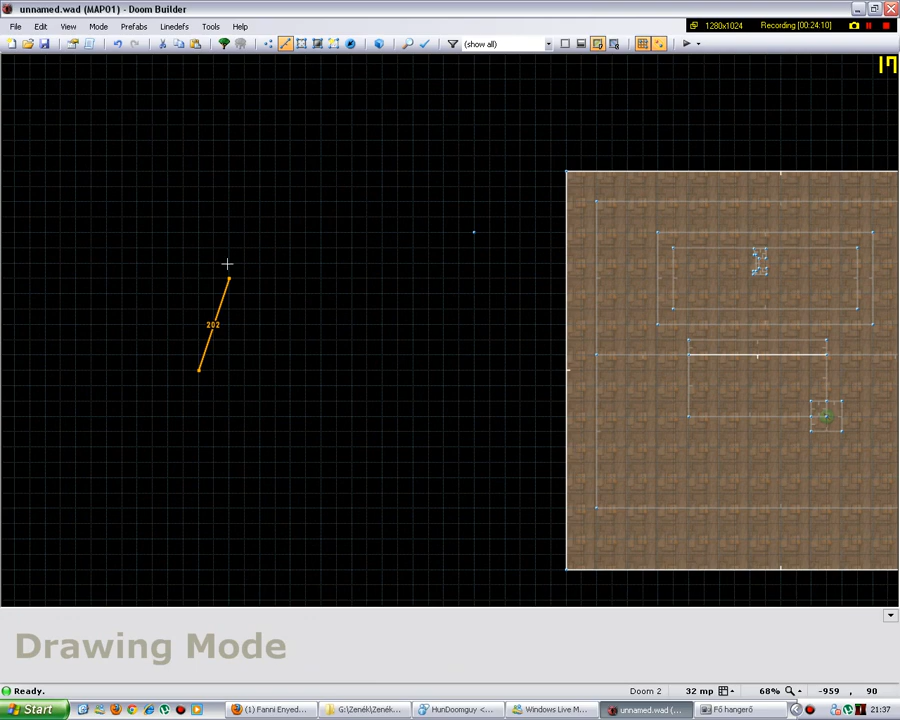 unnamed.wad (MAP01) - Doom Builder
File Edit View Mode Prefabs Linedefs Tools Help
1280x1024 Recording [00:24:10]
(show all)
17
202
Drawing Mode
Ready. Doom 2 32 mp 68% -959 , 90
Start (1) Fanni Enyed... G:\Zenék\Zenék... HunDoomguy <... Windows Live M... unnamed.wad (... Fő hangerő 21:37